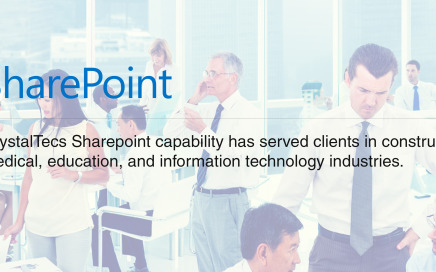 harePoint
ystalTecs Sharepoint capability has served clients in constru
edical, education, and information technology industries.